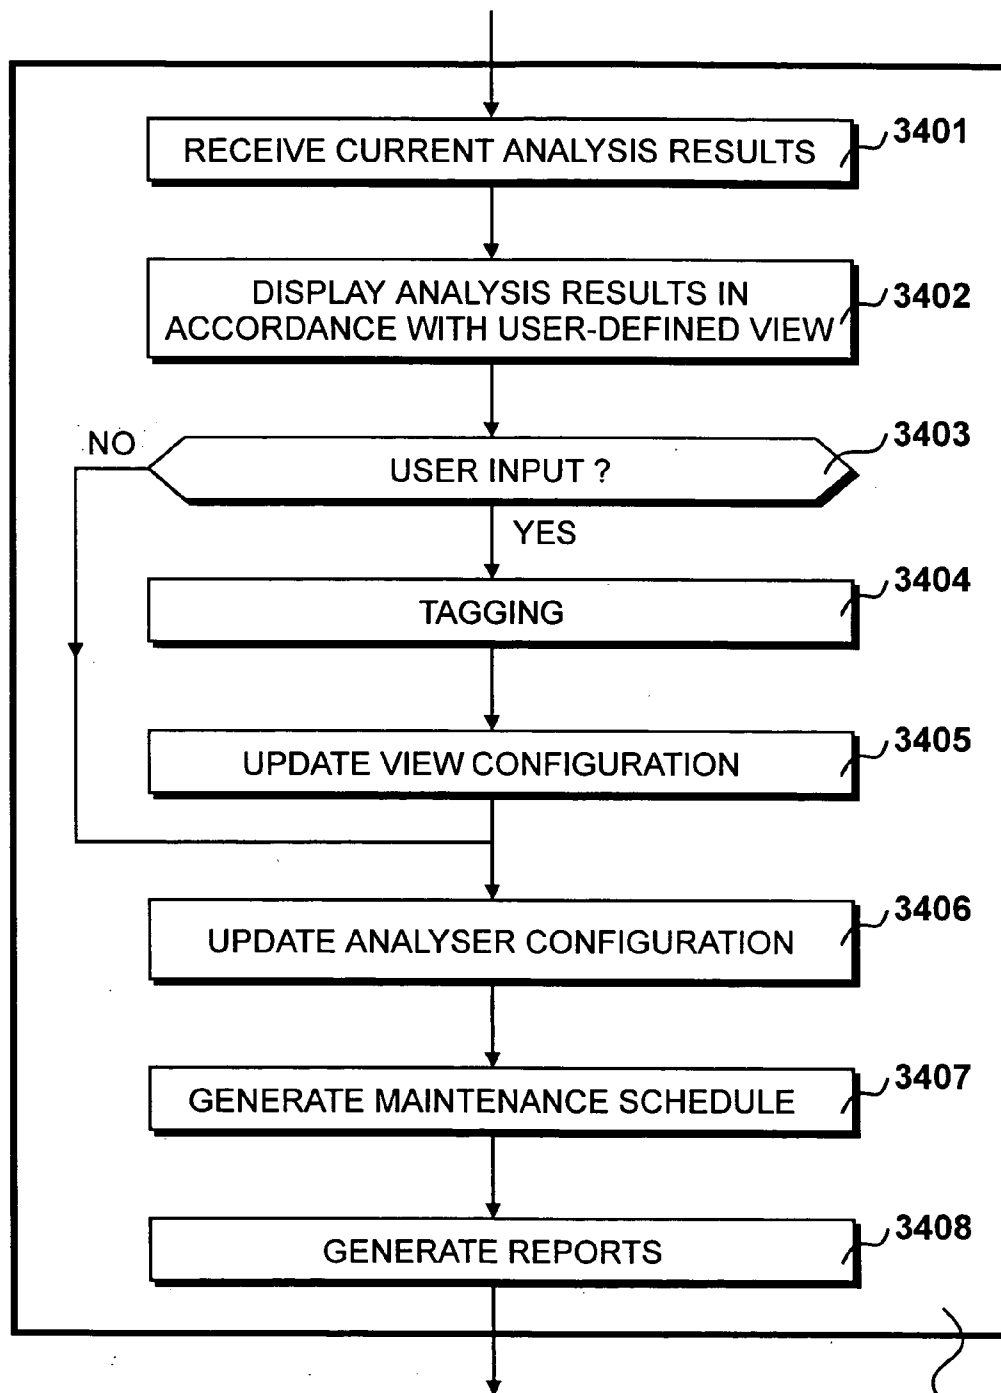 RECEIVE CURRENT ANALYSIS RESULTS
3401
DISPLAY ANALYSIS RESULTS IN
ACCORDANCE WITH USER-DEFINED VIEW
3402
NO
USER INPUT ?
3403
YES
TAGGING
3404
UPDATE VIEW CONFIGURATION
3405
UPDATE ANALYSER CONFIGURATION
3406
GENERATE MAINTENANCE SCHEDULE
3407
GENERATE REPORTS
3408